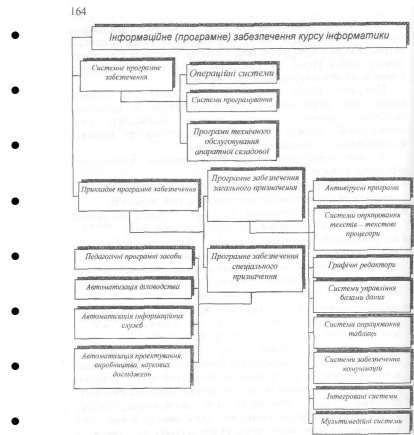 164
Інформаційне (програмне) забезпечення курсу інформатики
Системне програмне
забезпечення
Операційні системи
Системи програмування
Програми технічного
обслуговування
апаратної складової
Прикладне програмне забезпечення
Програмне забезпечення
загального призначення
Антивірусні програми
Системи опрацювання
текстів – текстові
процесори
Педагогічні програмні засоби
Програмне забезпечення
спеціального
призначення
Графічні редактори
Автоматизація діловодства
Системи управління
базами даних
Автоматизація інформаційних
служб
Системи опрацювання
таблиць
Автоматизація проектування,
виробництва, наукових
досліджень
Системи забезпечення
комунікацій
Інтегровані системи
Мультимедійні системи